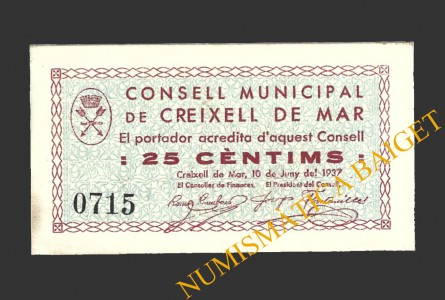 CONSELL MUNICIPAL
DE CREIXELL DE MAR
El portador acredita d'aquest Consell
: 25 CÈNTIMS :
Creixell de Mar, 10 de Juny del 1937
El Conseller de Finances, El President del Consell,
0715
NUMISMATICA BAIGET